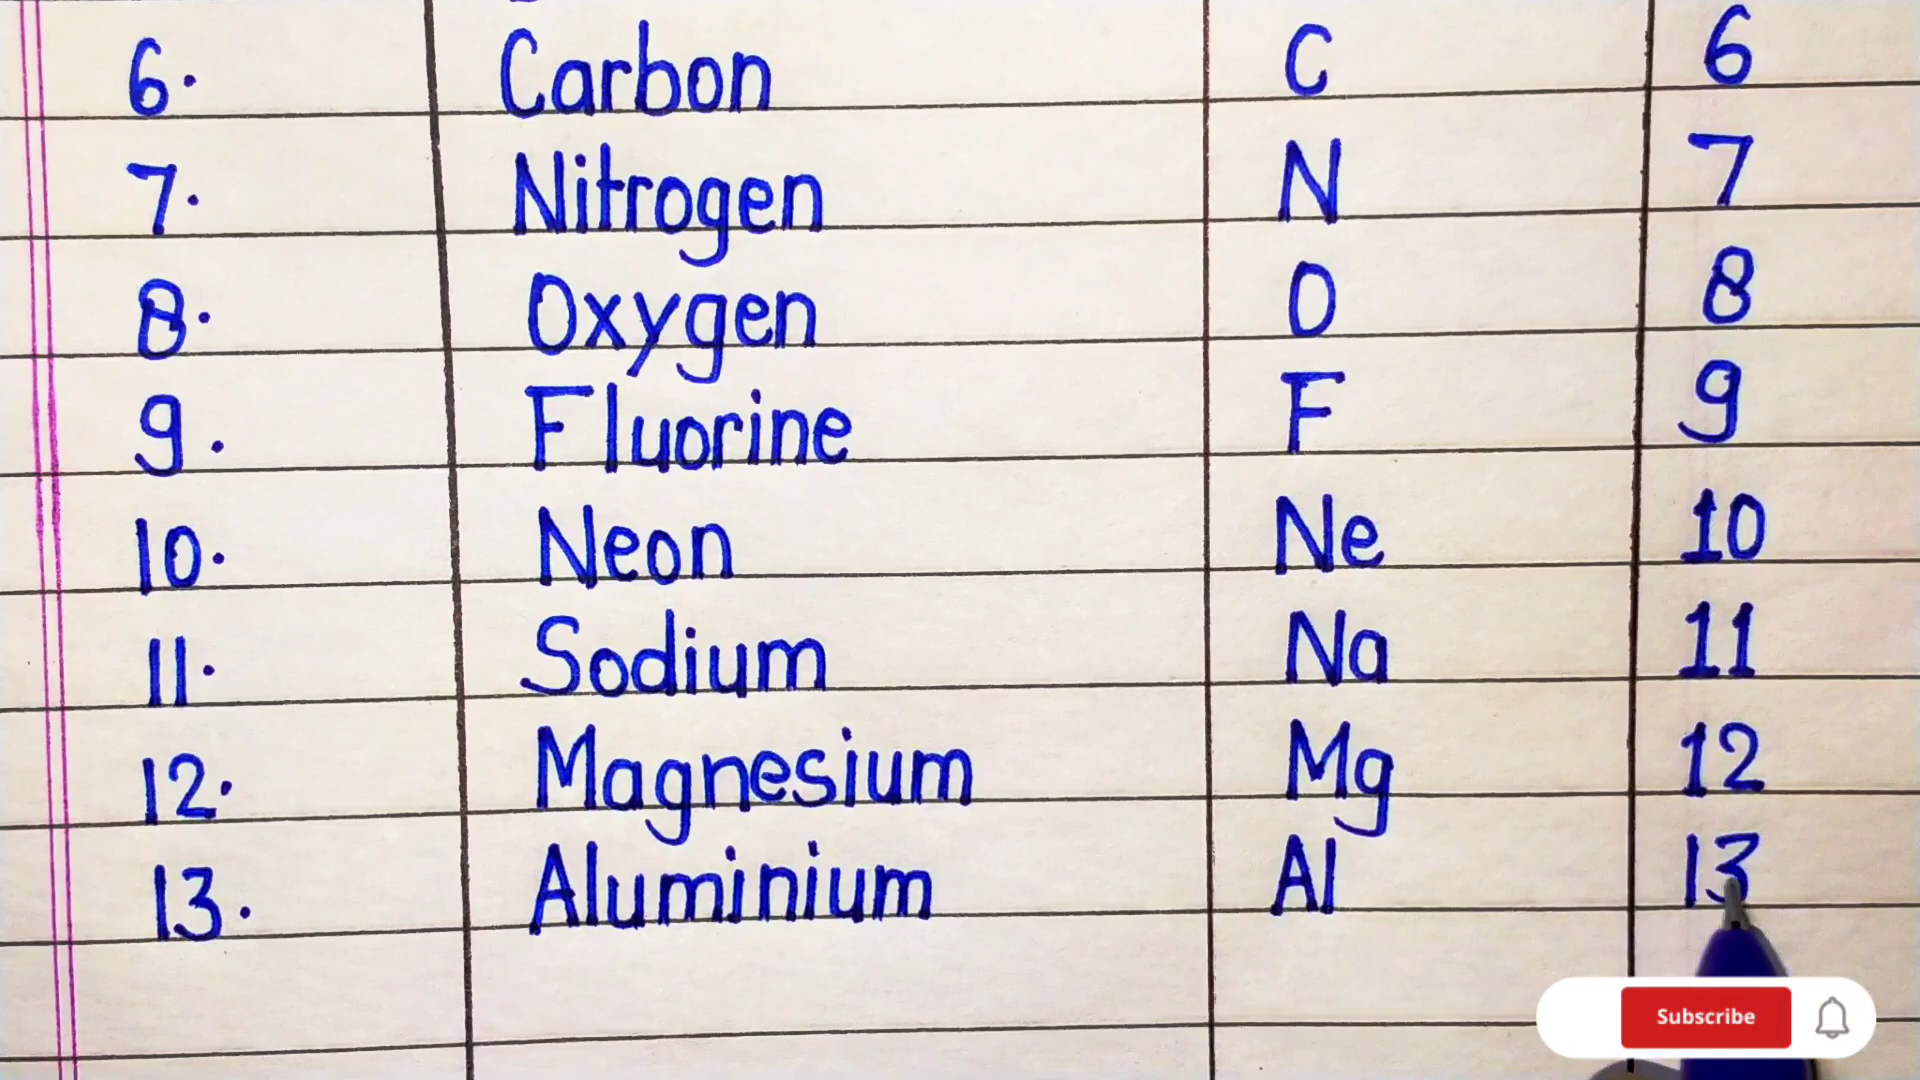 6. Carbon C 6
7. Nitrogen N 7
8. Oxygen O 8
9. Fluorine F 9
10. Neon Ne 10
11. Sodium Na 11
12. Magnesium Mg 12
13. Aluminium Al 13
Subscribe